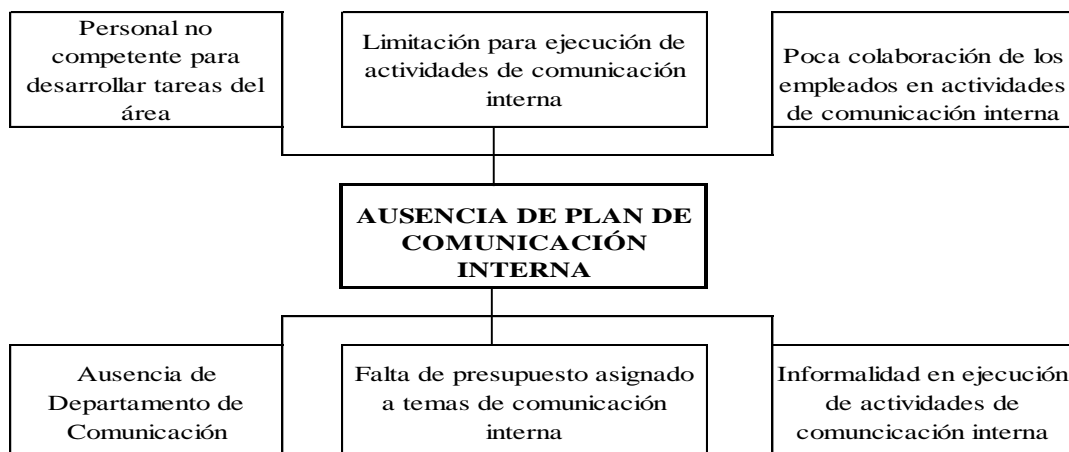 Personal no
competente para
desarrollar tareas del
área
Limitación para ejecución de
actividades de comunicación
interna
Poca colaboración de los
empleados en actividades
de comunicación interna
AUSENCIA DE PLAN DE
COMUNICACIÓN
INTERNA
Ausencia de
Departamento de
Comunicación
Falta de presupuesto asignado
a temas de comunicación
interna
Informalidad en ejecución
de actividades de
comuncicación interna